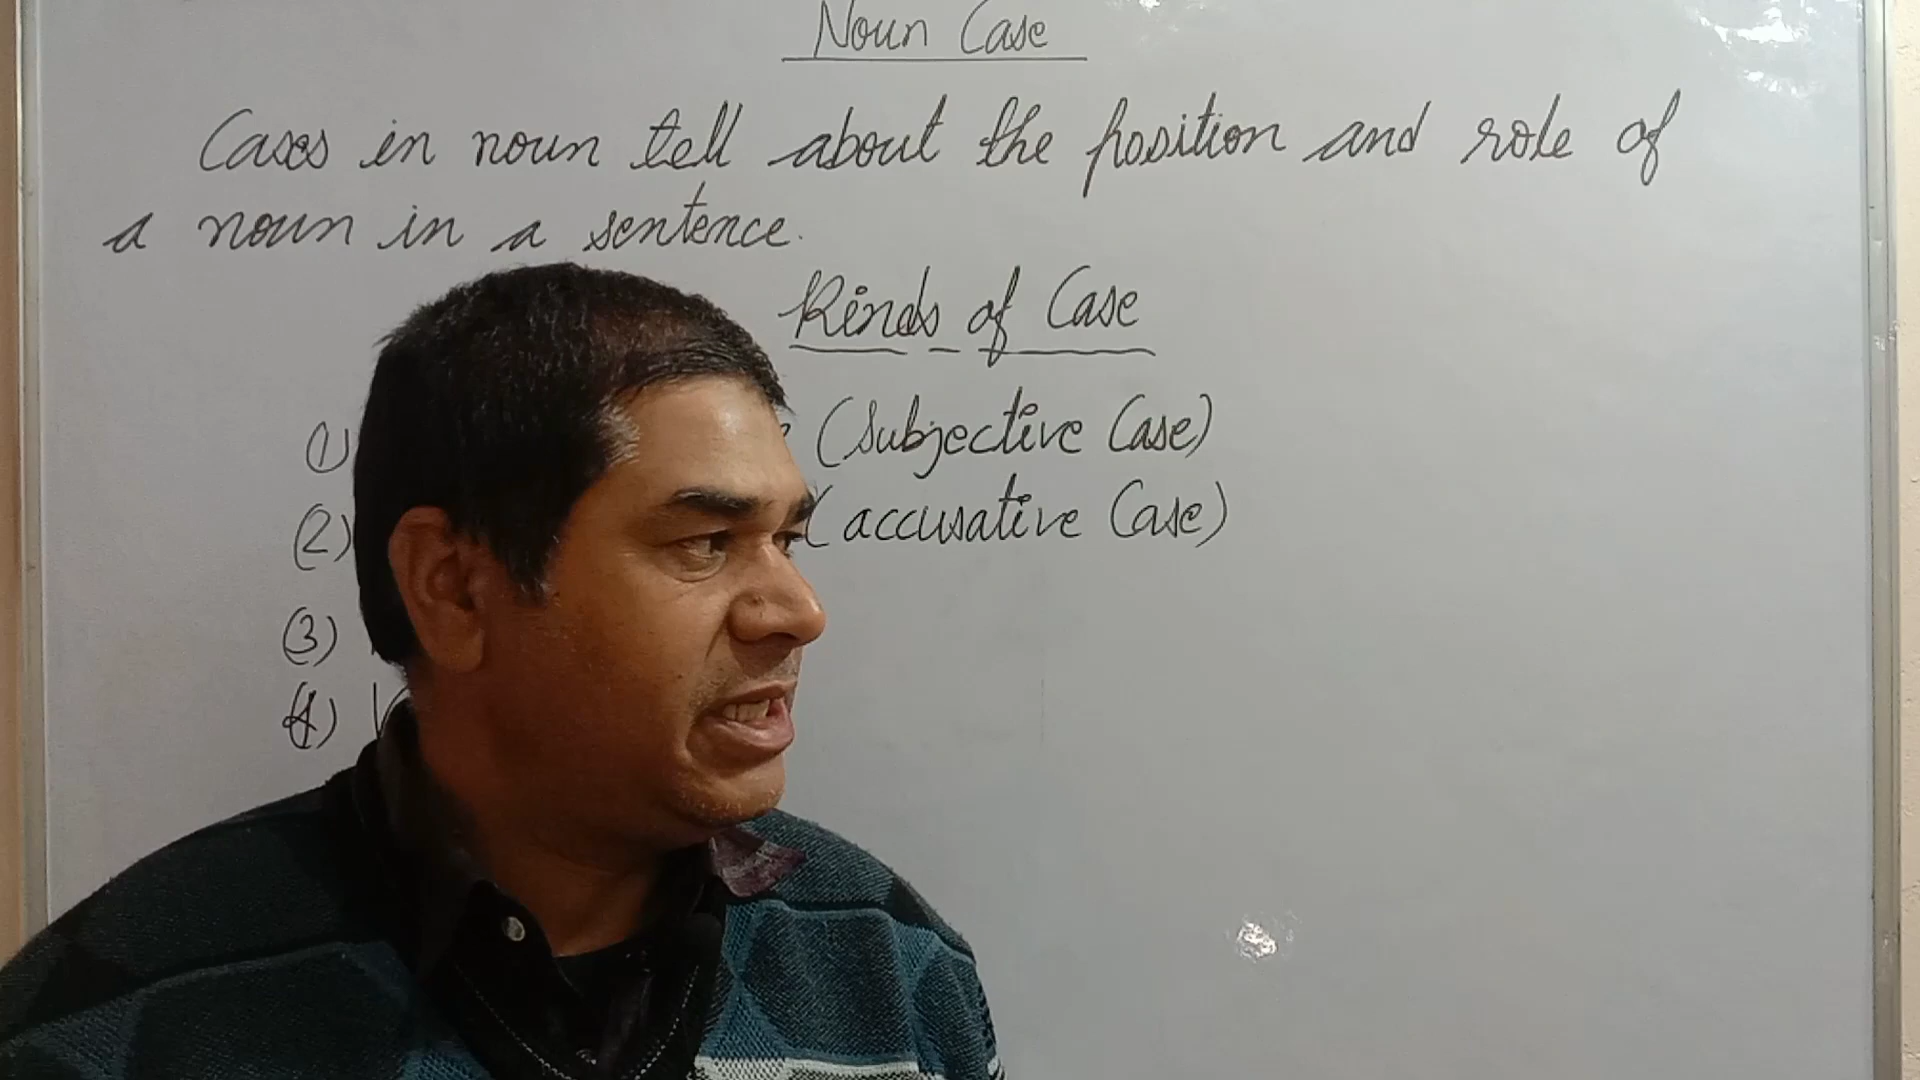 Noun Case
Cases in noun tell about the position and role of
a noun in a sentence.
Kinds of Case
(1) (Subjective Case)
(2) (accusative Case)
(3)
(4)